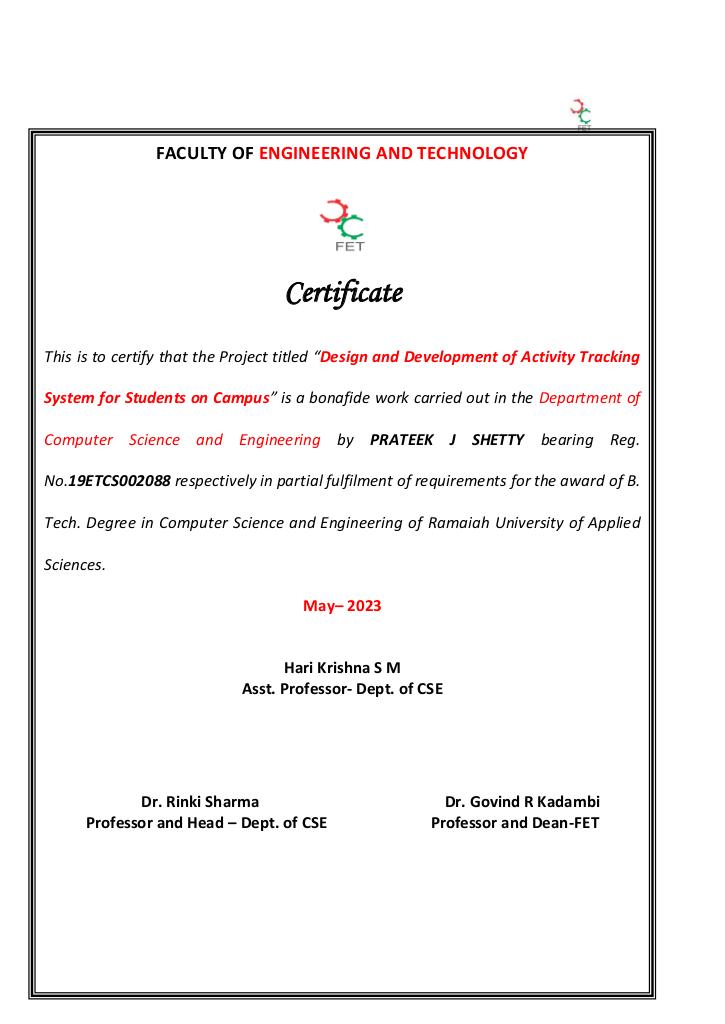 FET
FACULTY OF ENGINEERING AND TECHNOLOGY
FET
Certificate
This is to certify that the Project titled “Design and Development of Activity Tracking
System for Students on Campus” is a bonafide work carried out in the Department of
Computer Science and Engineering by PRATEEK J SHETTY bearing Reg.
No.19ETCS002088 respectively in partial fulfilment of requirements for the award of B.
Tech. Degree in Computer Science and Engineering of Ramaiah University of Applied
Sciences.
May– 2023
Hari Krishna S M
Asst. Professor- Dept. of CSE
Dr. Rinki Sharma
Professor and Head – Dept. of CSE
Dr. Govind R Kadambi
Professor and Dean-FET